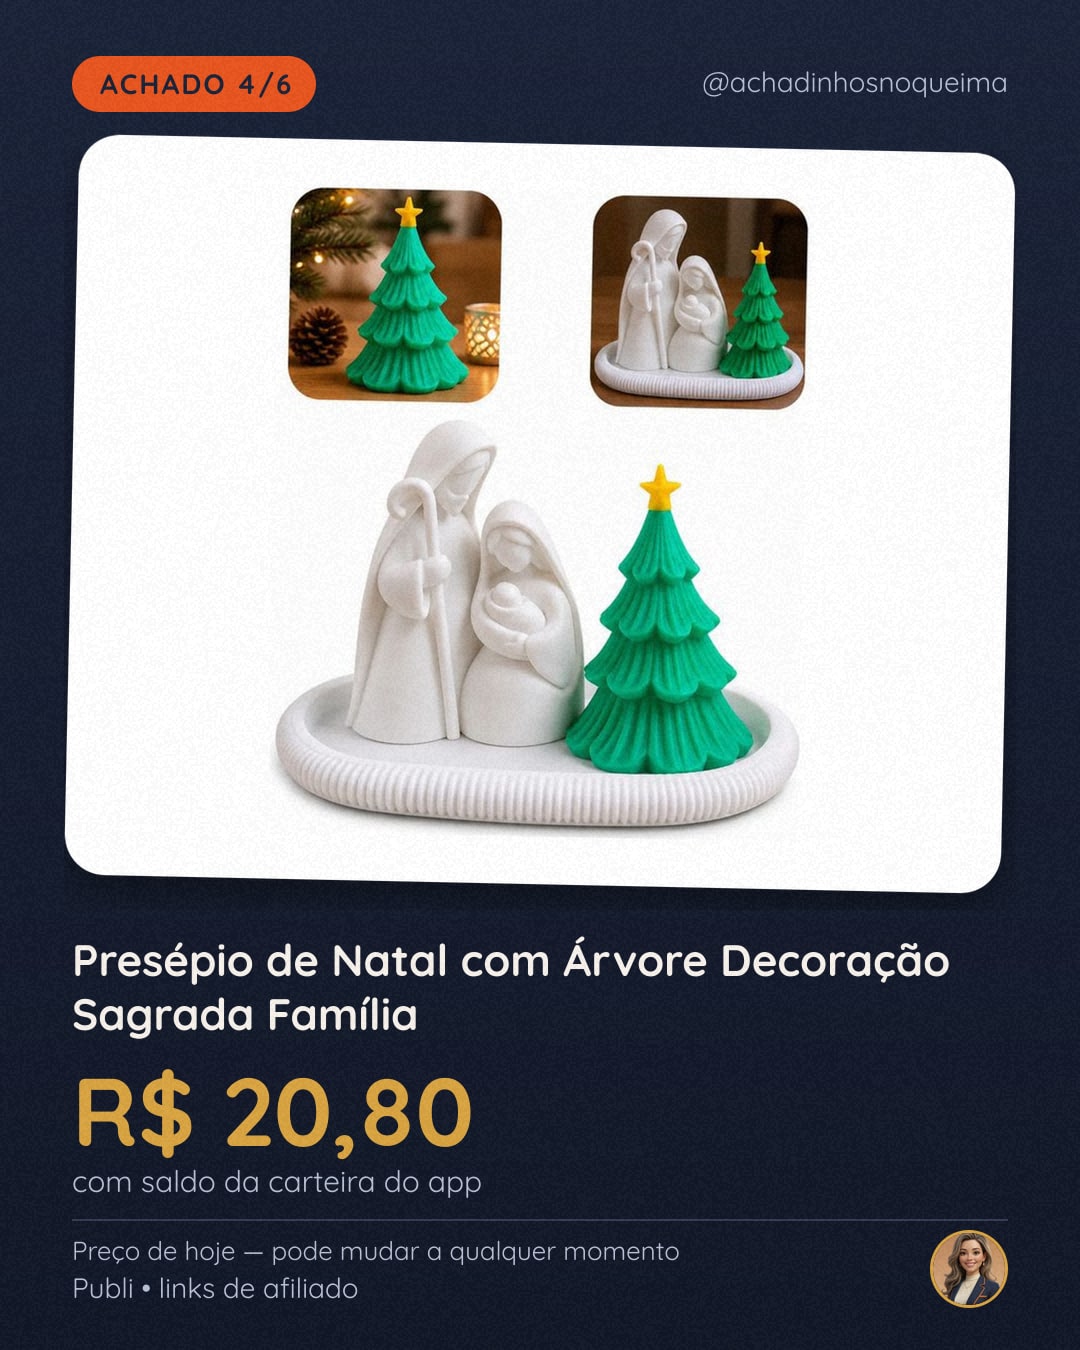 ACHADO 4/6
@achadinhosnoqueima
Presépio de Natal com Árvore Decoração
Sagrada Família
R$ 20,80
com saldo da carteira do app
Preço de hoje — pode mudar a qualquer momento
Publi • links de afiliado